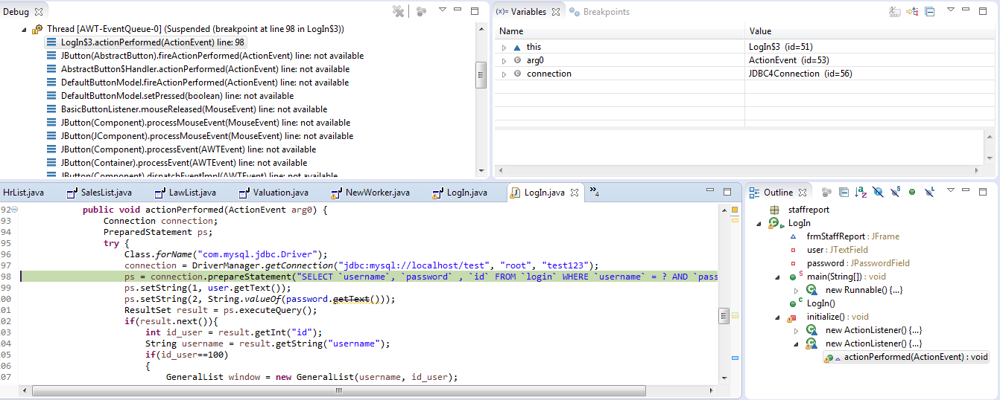 Debug
Thread [AWT-EventQueue-0] (Suspended (breakpoint at line 98 in LogIn$3))
LogIn$3.actionPerformed(ActionEvent) line: 98
JButton(AbstractButton).fireActionPerformed(ActionEvent) line: not available
AbstractButton$Handler.actionPerformed(ActionEvent) line: not available
DefaultButtonModel.fireActionPerformed(ActionEvent) line: not available
DefaultButtonModel.setPressed(boolean) line: not available
BasicButtonListener.mouseReleased(MouseEvent) line: not available
JButton(Component).processMouseEvent(MouseEvent) line: not available
JButton(JComponent).processMouseEvent(MouseEvent) line: not available
JButton(Component).processEvent(AWTEvent) line: not available
JButton(Container).processEvent(AWTEvent) line: not available
JButton(Component).dispatchEventImpl(AWTEvent) line: not available
(x)= Variables Breakpoints
Name Value
this LogIn$3 (id=51)
arg0 ActionEvent (id=53)
connection JDBC4Connection (id=56)
HrList.java SalesList.java LawList.java Valuation.java NewWorker.java LogIn.java LogIn.java »4
92 public void actionPerformed(ActionEvent arg0) {
93 Connection connection;
94 PreparedStatement ps;
95 try {
96 Class.forName("com.mysql.jdbc.Driver");
97 connection = DriverManager.getConnection("jdbc:mysql://localhost/test", "root", "test123");
98 ps = connection.prepareStatement("SELECT `username`, `password` , `id` FROM `login` WHERE `username` = ? AND `pass
99 ps.setString(1, user.getText());
00 ps.setString(2, String.valueOf(password.getText()));
01 ResultSet result = ps.executeQuery();
02 if(result.next()){
03 int id_user = result.getInt("id");
04 String username = result.getString("username");
05 if(id_user==100)
06 {
07 GeneralList window = new GeneralList(username, id_user);
Outline
staffreport
LogIn
frmStaffReport : JFrame
user : JTextField
password : JPasswordField
main(String[]) : void
new Runnable() {...}
LogIn()
initialize() : void
new ActionListener() {...}
new ActionListener() {...}
actionPerformed(ActionEvent) : void